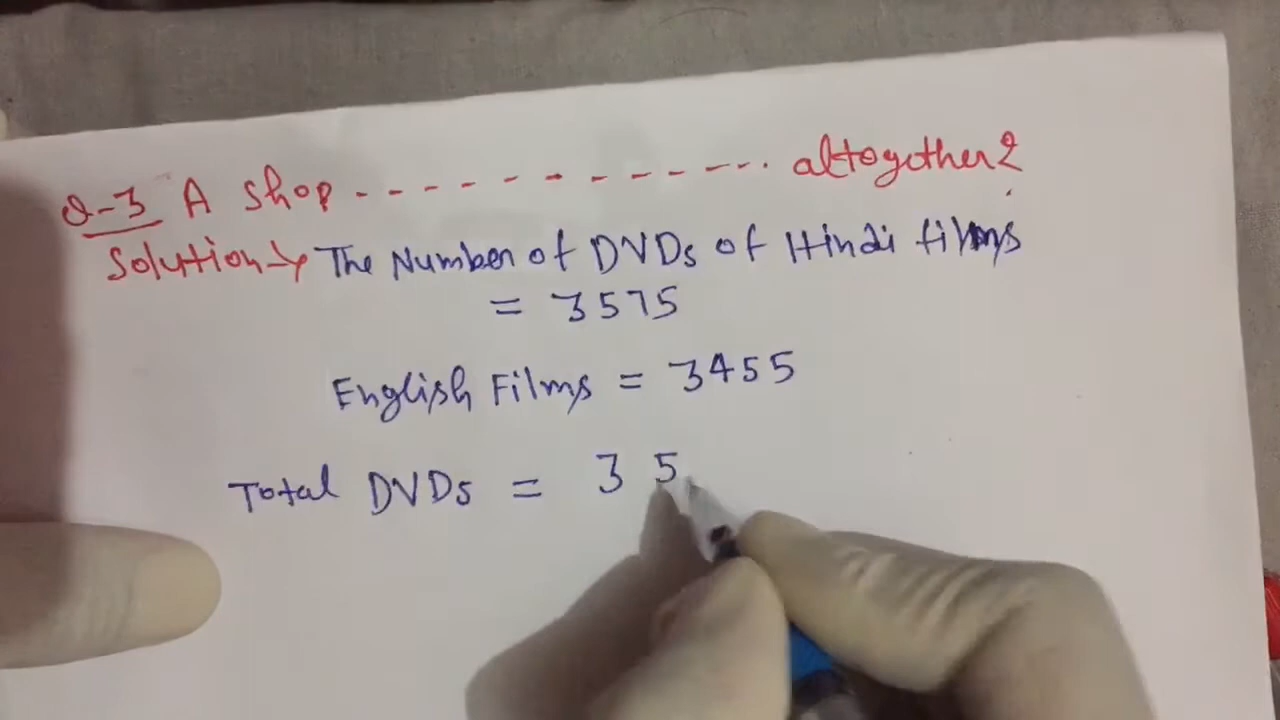 Q-3 A Shop - - - - - - - - - - - - - . . altogether?
Solution→ The Number of DVDs of Hindi films
= 3575
English Films = 3455
Total DVDs = 3 5